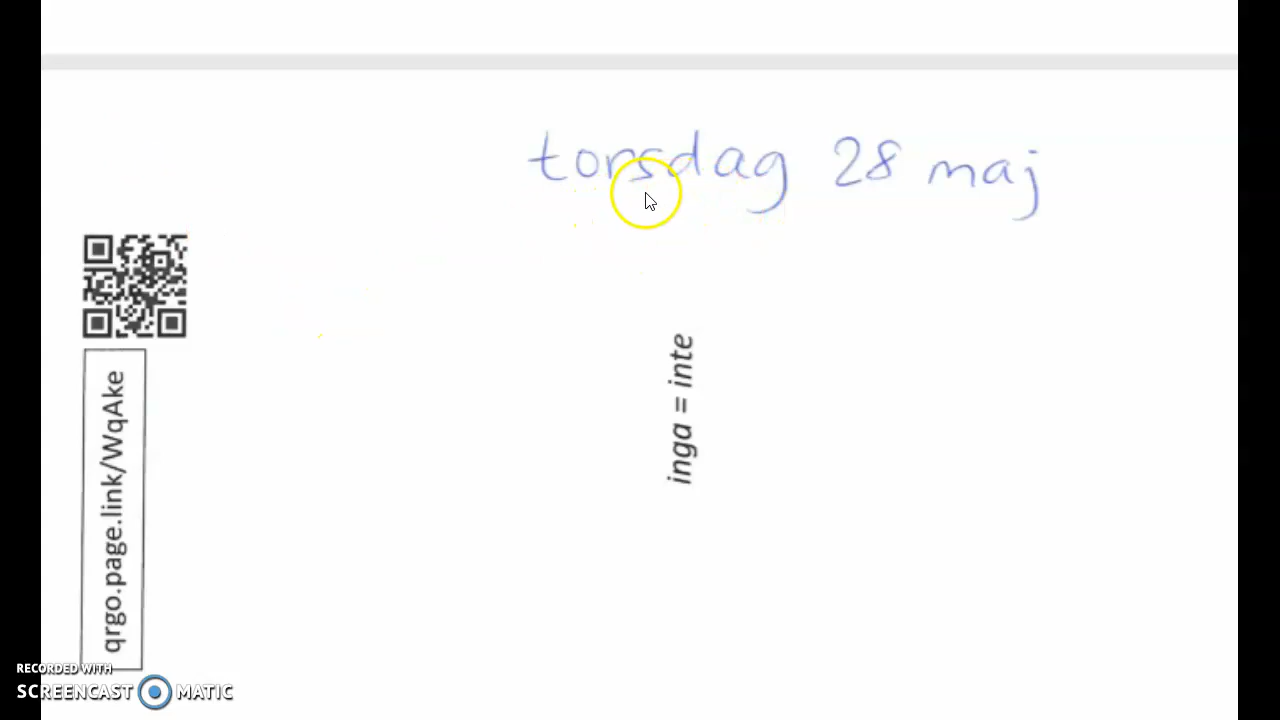 torsdag 28 maj
inga = inte
qrgo.page.link/WqAke
RECORDED WITH
SCREENCAST MATIC